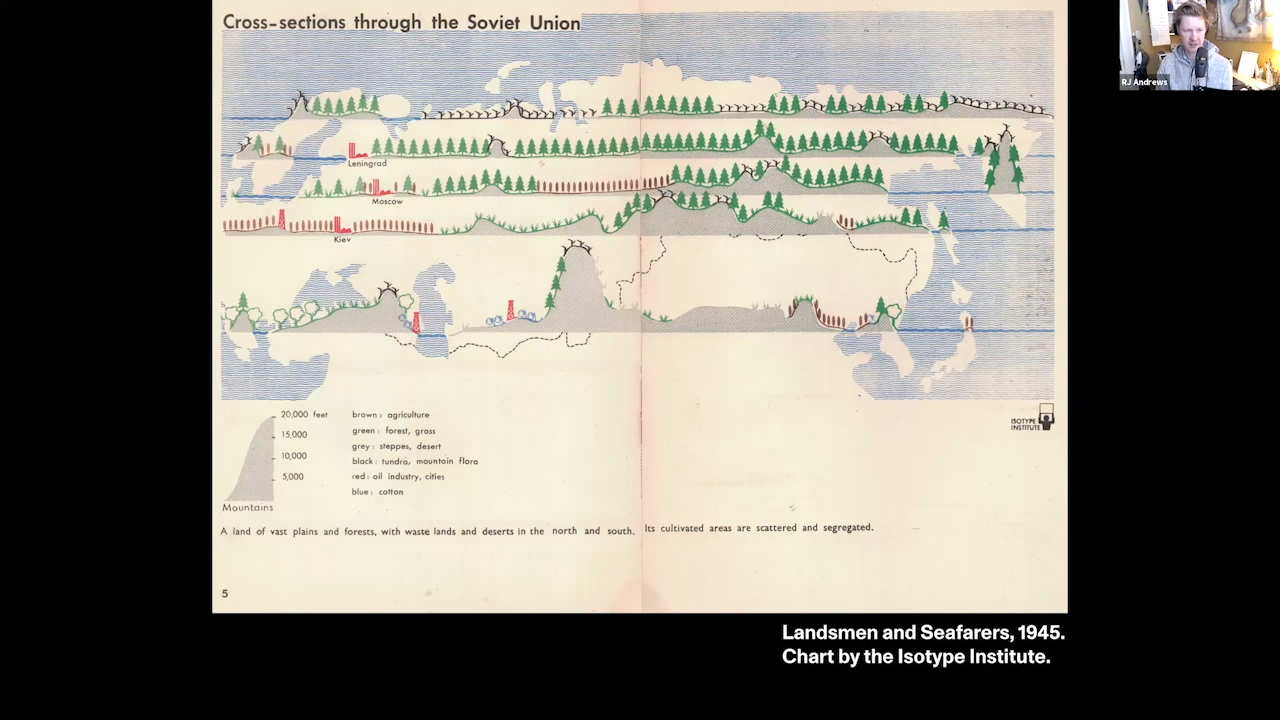 Cross-sections through the Soviet Union
RJ Andrews
Leningrad
Moscow
Kiev
20,000 feet
15,000
10,000
5,000
Mountains
brown: agriculture
green: forest, grass
grey: steppes, desert
black: tundra, mountain flora
red: oil industry, cities
blue: cotton
ISOTYPE
INSTITUTE
A land of vast plains and forests, with waste lands and deserts in the north and south. Its cultivated areas are scattered and segregated.
5
Landsmen and Seafarers, 1945.
Chart by the Isotype Institute.